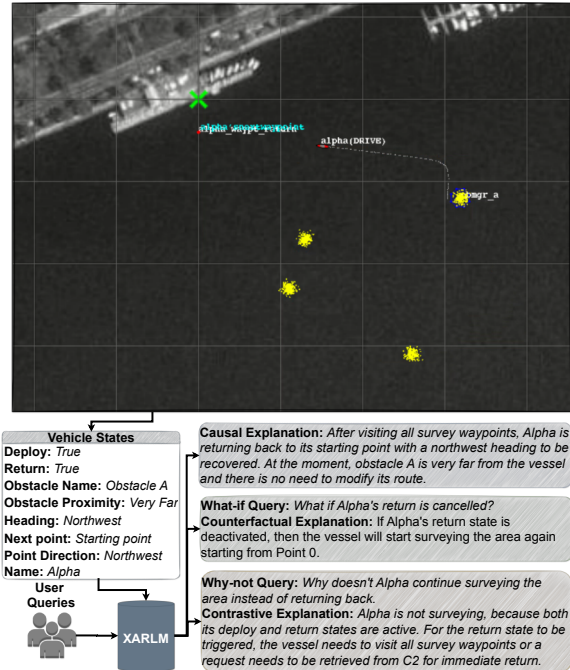 alpha_waypt_return
alpha(DRIVE)
Vehicle States
Deploy: True
Return: True
Obstacle Name: Obstacle A
Obstacle Proximity: Very Far
Heading: Northwest
Next point: Starting point
Point Direction: Northwest
Name: Alpha
User
Queries
XARLM
Causal Explanation: After visiting all survey waypoints, Alpha is
returning back to its starting point with a northwest heading to be
recovered. At the moment, obstacle A is very far from the vessel
and there is no need to modify its route.
What-if Query: What if Alpha's return is cancelled?
Counterfactual Explanation: If Alpha's return state is
deactivated, then the vessel will start surveying the area again
starting from Point 0.
Why-not Query: Why doesn't Alpha continue surveying the
area instead of returning back.
Contrastive Explanation: Alpha is not surveying, because both
its deploy and return states are active. For the return state to be
triggered, the vessel needs to visit all survey waypoints or a
request needs to be retrieved from C2 for immediate return.